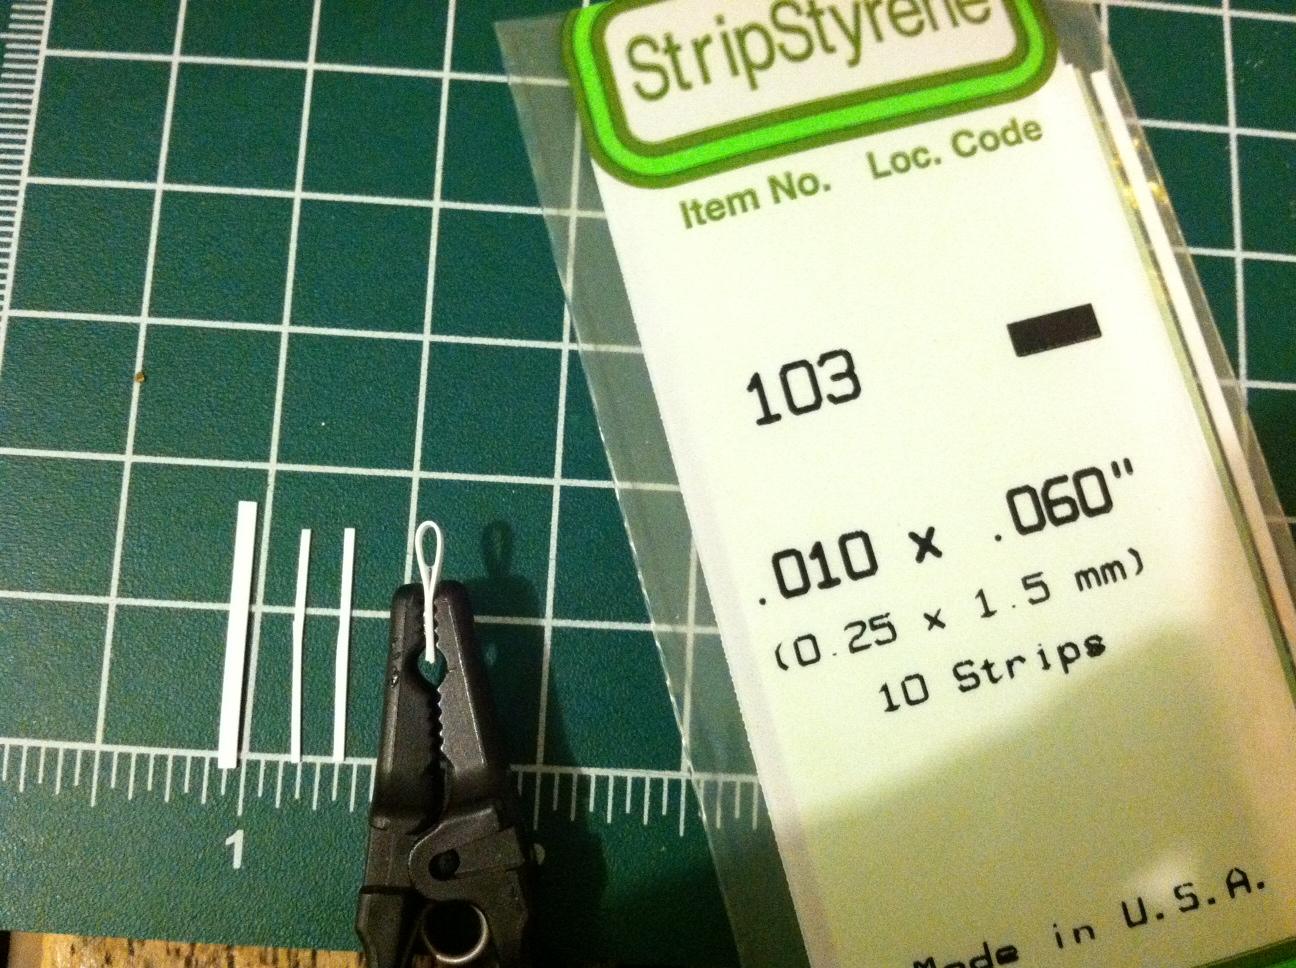 StripStyrene
Item No. Loc. Code
103
.010 x .060"
(0.25 x 1.5 mm)
10 Strips
Made in U.S.A.
1